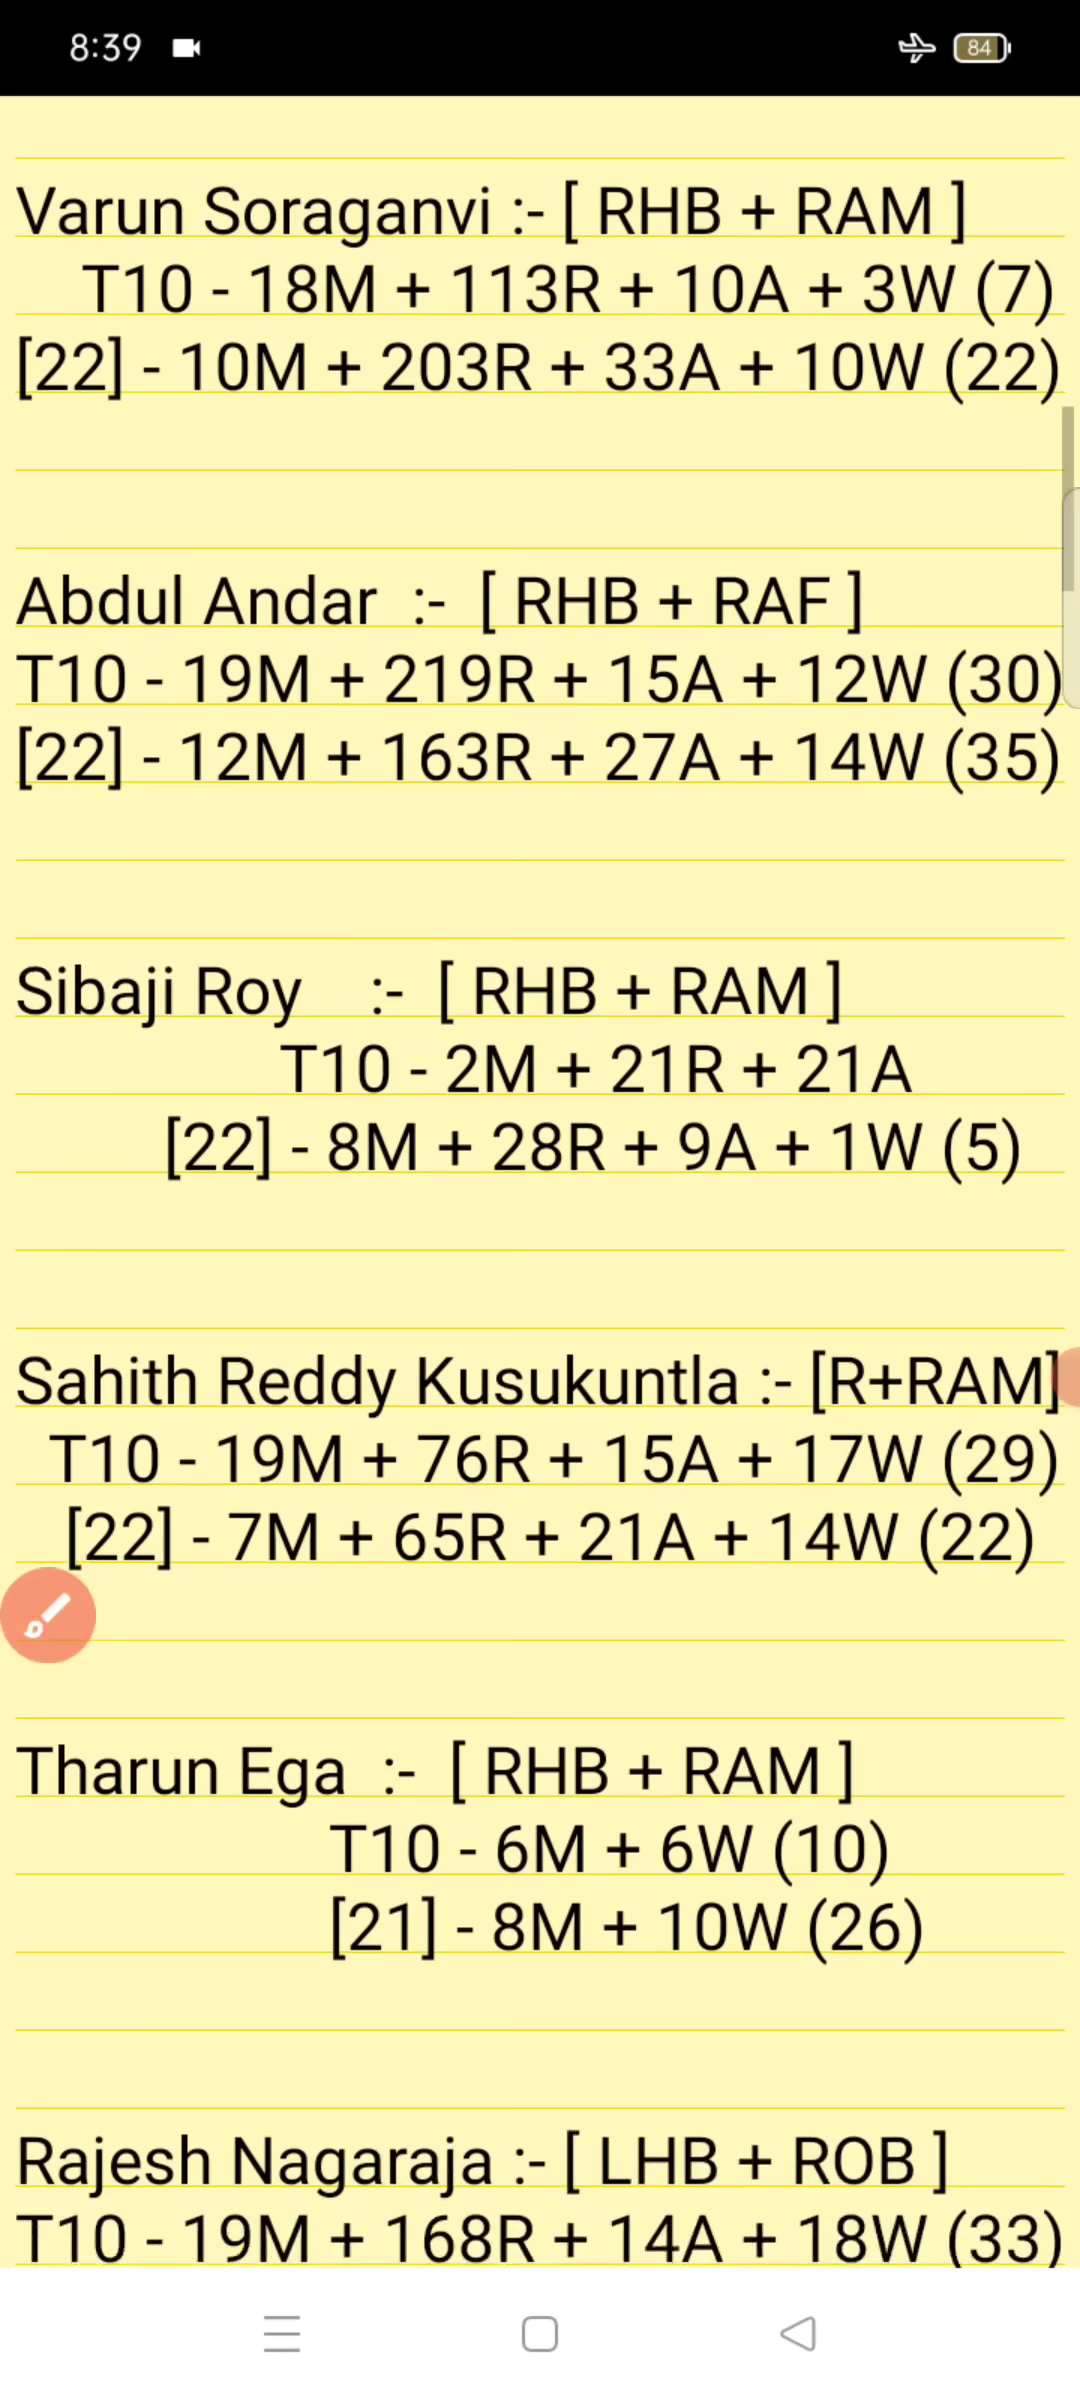 8:39
84
Varun Soraganvi :- [ RHB + RAM ]
T10 - 18M + 113R + 10A + 3W (7)
[22] - 10M + 203R + 33A + 10W (22)
Abdul Andar :- [ RHB + RAF ]
T10 - 19M + 219R + 15A + 12W (30)
[22] - 12M + 163R + 27A + 14W (35)
Sibaji Roy :- [ RHB + RAM ]
T10 - 2M + 21R + 21A
[22] - 8M + 28R + 9A + 1W (5)
Sahith Reddy Kusukuntla :- [R+RAM]
T10 - 19M + 76R + 15A + 17W (29)
[22] - 7M + 65R + 21A + 14W (22)
Tharun Ega :- [ RHB + RAM ]
T10 - 6M + 6W (10)
[21] - 8M + 10W (26)
Rajesh Nagaraja :- [ LHB + ROB ]
T10 - 19M + 168R + 14A + 18W (33)